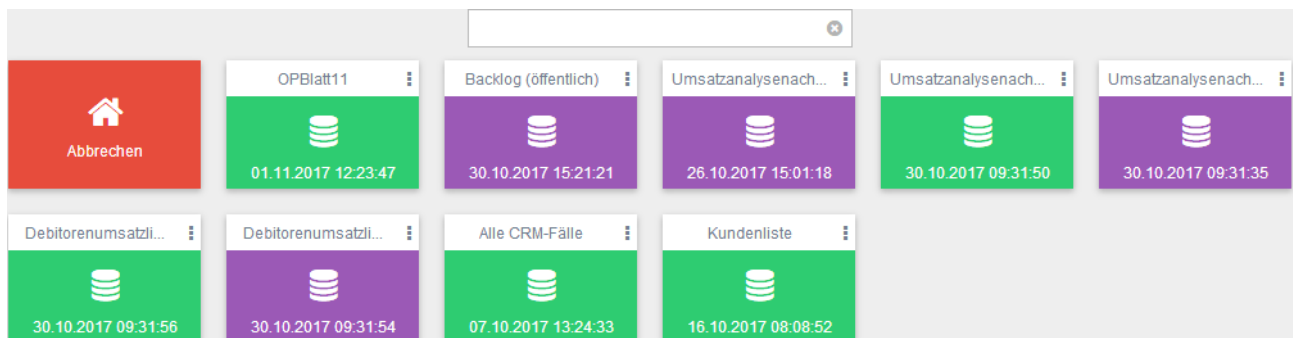 Abbrechen
OPBlatt11
01.11.2017 12:23:47
Backlog (öffentlich)
30.10.2017 15:21:21
Umsatzanalysenach...
26.10.2017 15:01:18
Umsatzanalysenach...
30.10.2017 09:31:50
Umsatzanalysenach...
30.10.2017 09:31:35
Debitorenumsatzli...
30.10.2017 09:31:56
Debitorenumsatzli...
30.10.2017 09:31:54
Alle CRM-Fälle
07.10.2017 13:24:33
Kundenliste
16.10.2017 08:08:52